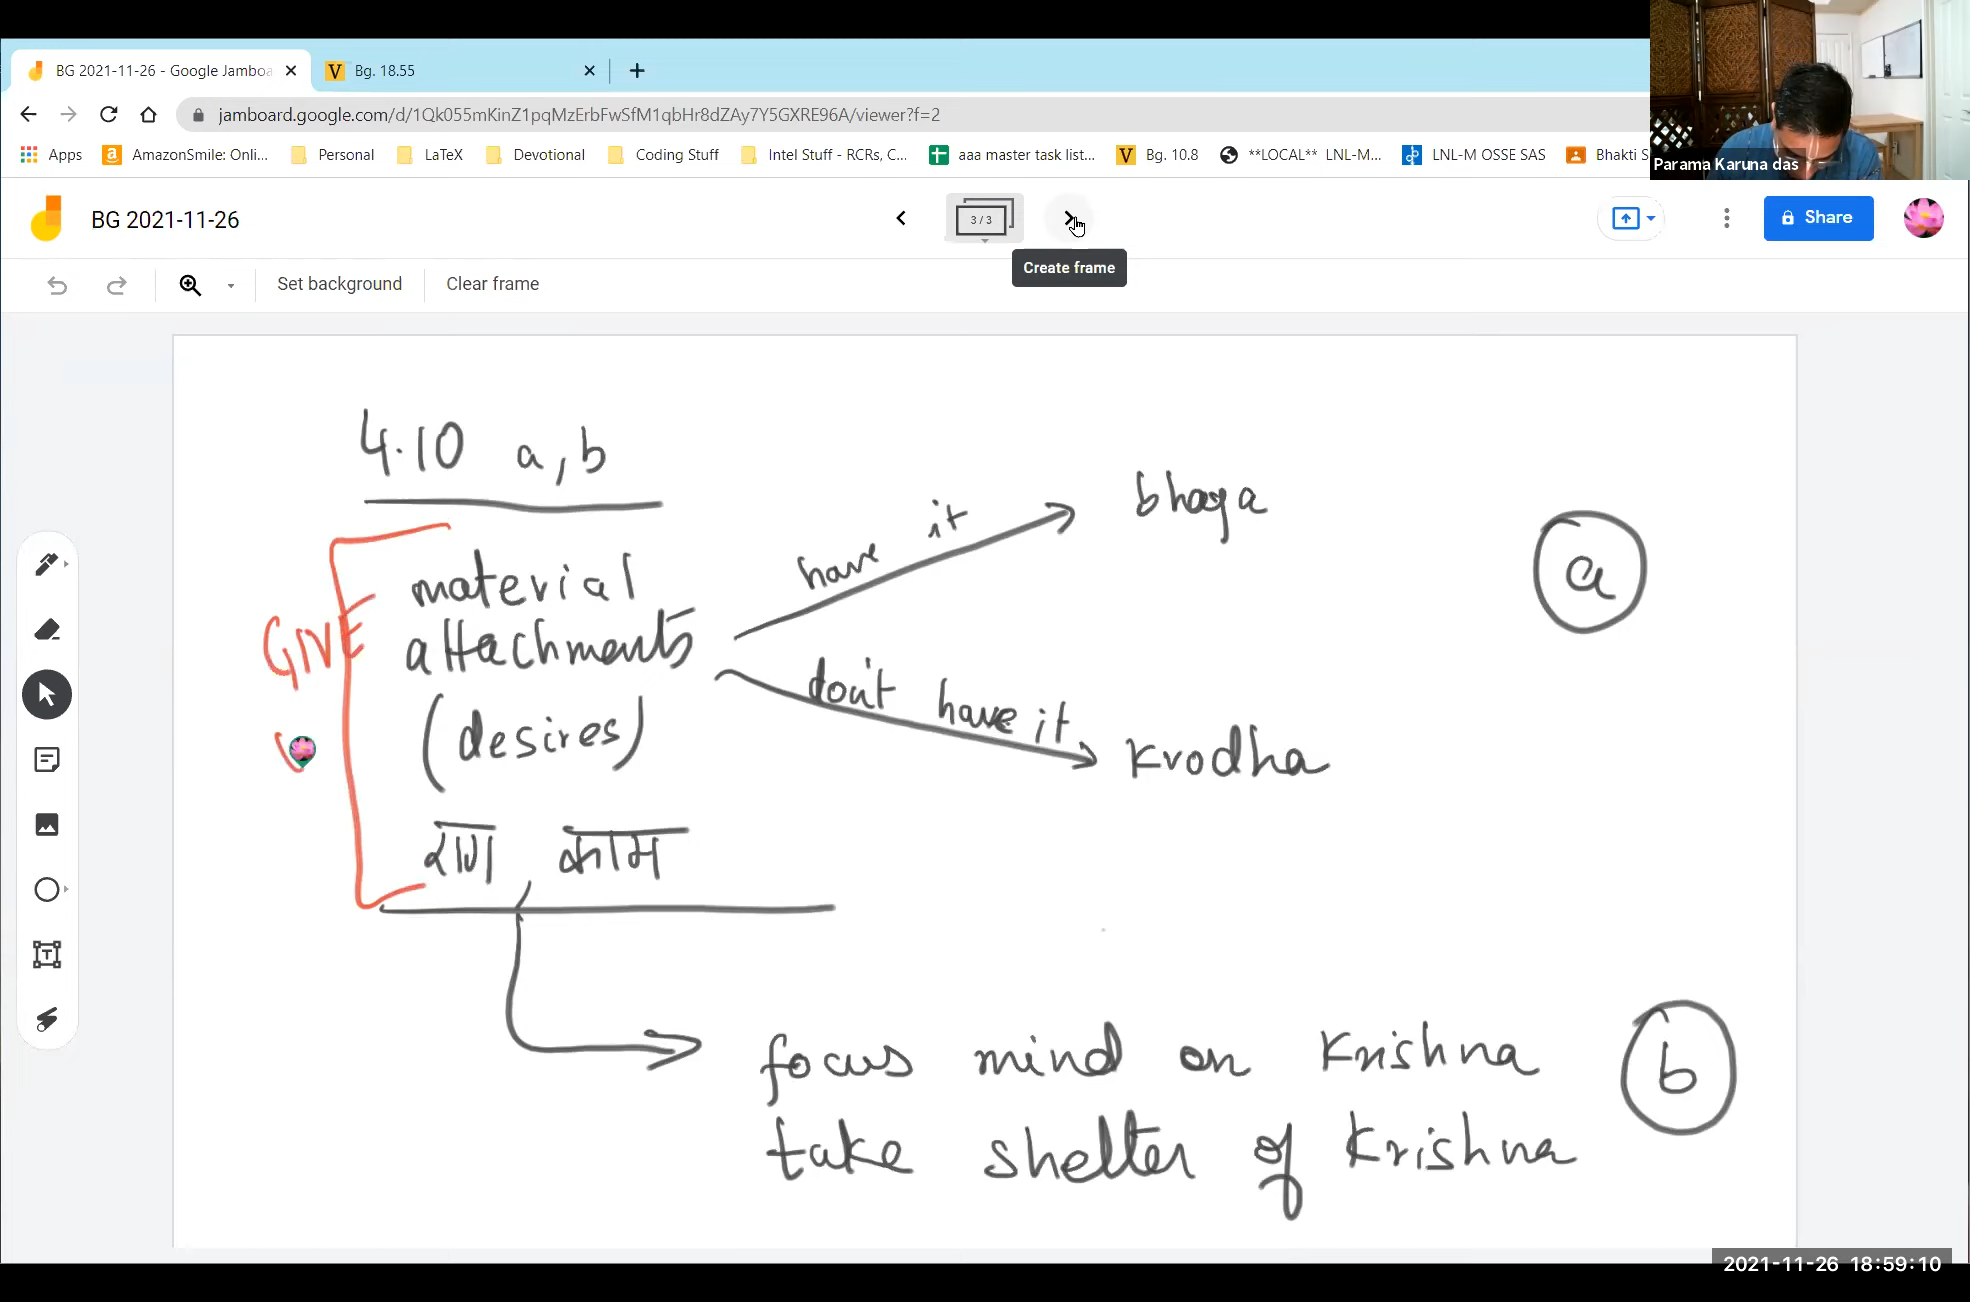 BG 2021-11-26 - Google Jamboa
Bg. 18.55
jamboard.google.com/d/1Qk055mKinZ1pqMzErbFwSfM1qbHr8dZAy7Y5GXRE96A/viewer?f=2
Apps AmazonSmile: Onli... Personal LaTeX Devotional Coding Stuff Intel Stuff - RCRs, C... aaa master task list... Bg. 10.8 **LOCAL** LNL-M... LNL-M OSSE SAS Bhakti S
Parama Karuna das
BG 2021-11-26
3 / 3
Share
Create frame
Set background Clear frame
4.10 a, b
have it
bhaya
a
GIVE
material
attachments
(desires)
don't have it
krodha
राग, काम
focus mind on Krishna
take shelter of Krishna
b
2021-11-26 18:59:10